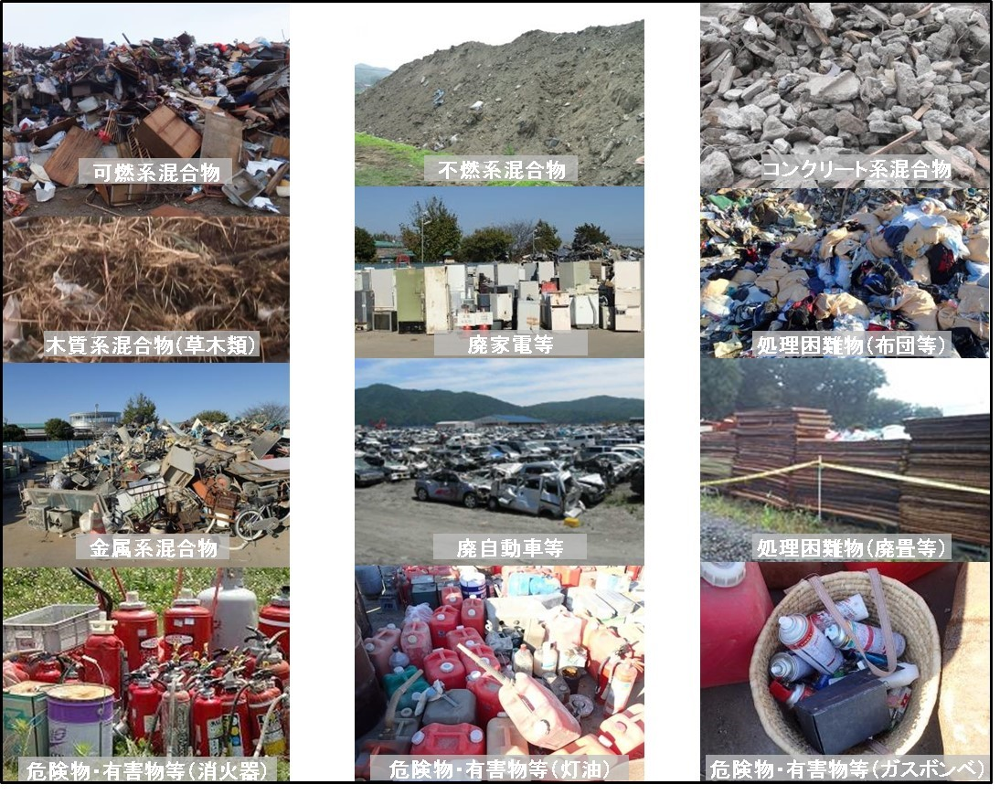 可燃系混合物
不燃系混合物
コンクリート系混合物
木質系混合物(草木類)
廃家電等
処理困難物(布団等)
金属系混合物
廃自動車等
処理困難物(廃畳等)
危険物・有害物等(消火器)
危険物・有害物等(灯油)
危険物・有害物等(ガスボンベ)